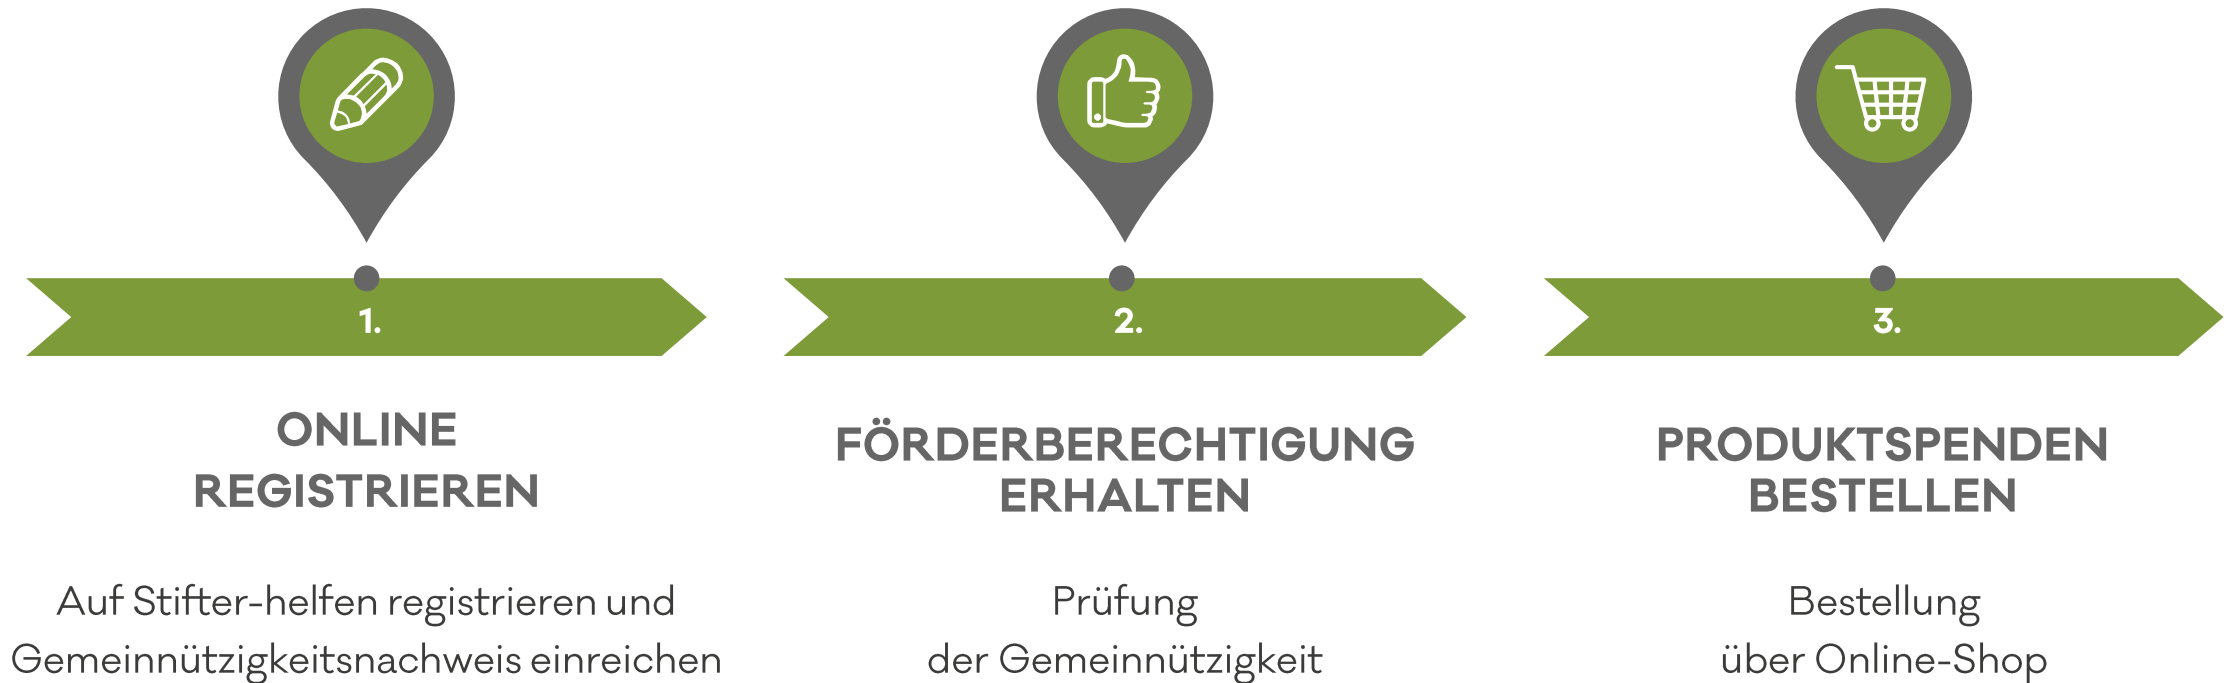 1.
ONLINE
REGISTRIEREN
Auf Stifter-helfen registrieren und
Gemeinnützigkeitsnachweis einreichen
2.
FÖRDERBERECHTIGUNG
ERHALTEN
Prüfung
der Gemeinnützigkeit
3.
PRODUKTSPENDEN
BESTELLEN
Bestellung
über Online-Shop